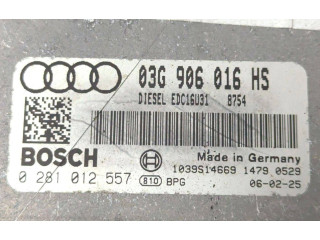 03G 906 016 HS
DIESEL EDC16U31 8754
BOSCH
Made in Germany
1039S14669 1479 0529
0 281 012 557
810 BPG
06-02-25